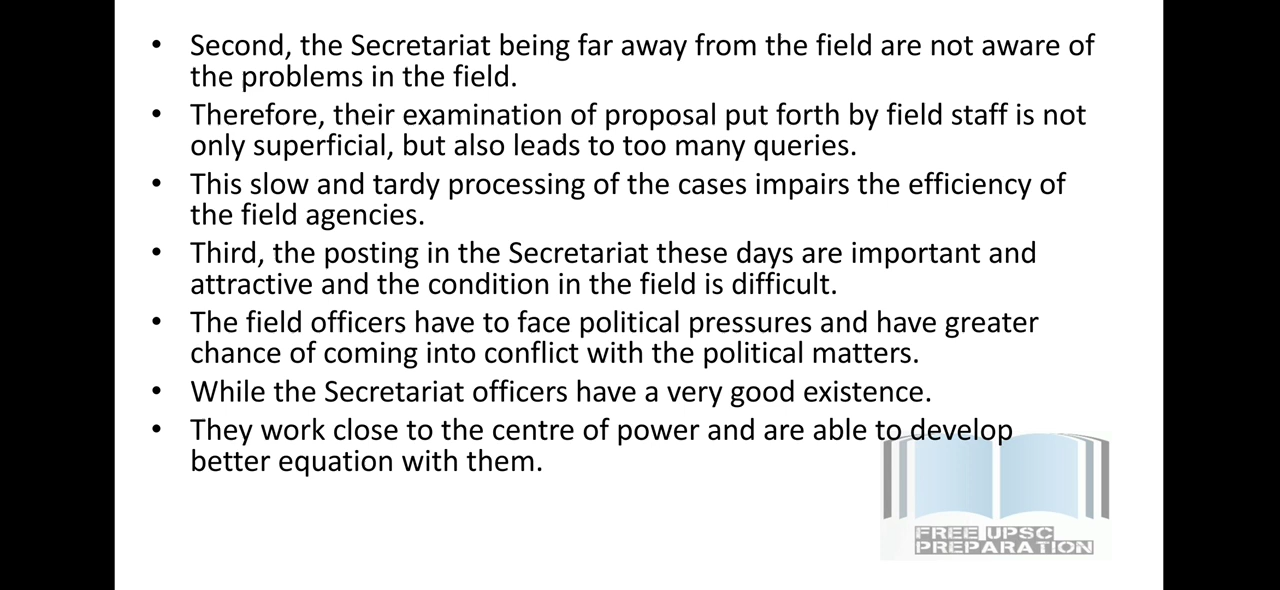 • Second, the Secretariat being far away from the field are not aware of
the problems in the field.
• Therefore, their examination of proposal put forth by field staff is not
only superficial, but also leads to too many queries.
• This slow and tardy processing of the cases impairs the efficiency of
the field agencies.
• Third, the posting in the Secretariat these days are important and
attractive and the condition in the field is difficult.
• The field officers have to face political pressures and have greater
chance of coming into conflict with the political matters.
• While the Secretariat officers have a very good existence.
• They work close to the centre of power and are able to develop
better equation with them.
FREE UPSC
PREPARATION